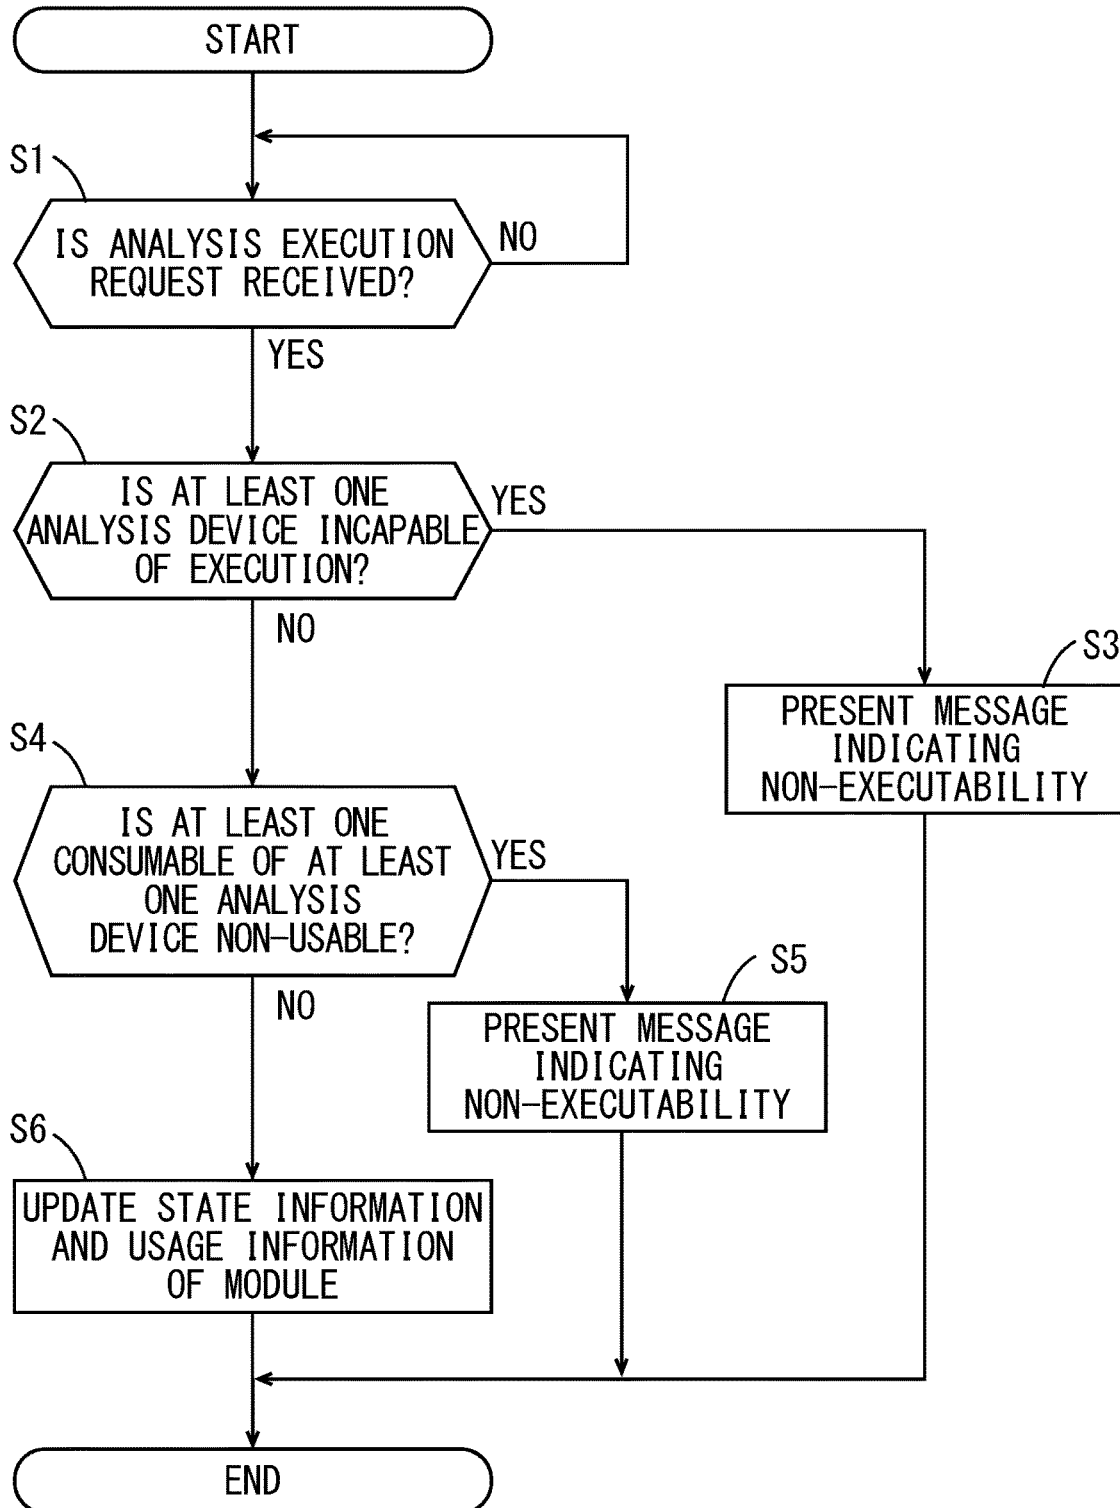 START
S1
IS ANALYSIS EXECUTION
REQUEST RECEIVED?
NO
YES
S2
IS AT LEAST ONE
ANALYSIS DEVICE INCAPABLE
OF EXECUTION?
YES
NO
S3
PRESENT MESSAGE
INDICATING
NON-EXECUTABILITY
S4
IS AT LEAST ONE
CONSUMABLE OF AT LEAST
ONE ANALYSIS
DEVICE NON-USABLE?
YES
NO
S5
PRESENT MESSAGE
INDICATING
NON-EXECUTABILITY
S6
UPDATE STATE INFORMATION
AND USAGE INFORMATION
OF MODULE
END